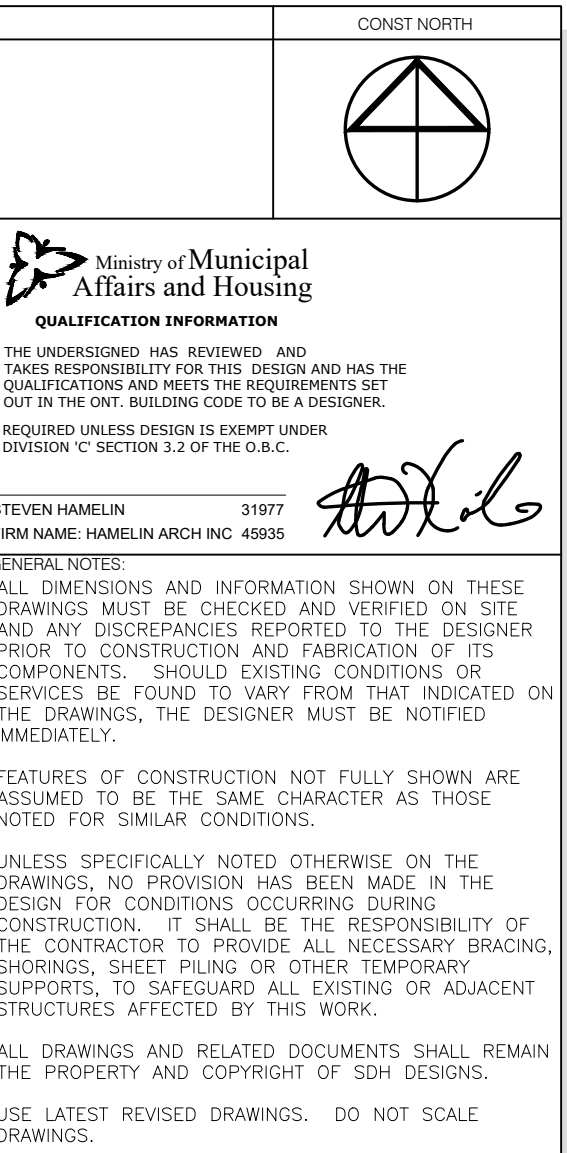 CONST NORTH
Ministry of Municipal
Affairs and Housing
QUALIFICATION INFORMATION
THE UNDERSIGNED HAS REVIEWED AND
TAKES RESPONSIBILITY FOR THIS DESIGN AND HAS THE
QUALIFICATIONS AND MEETS THE REQUIREMENTS SET
OUT IN THE ONT. BUILDING CODE TO BE A DESIGNER.
REQUIRED UNLESS DESIGN IS EXEMPT UNDER
DIVISION 'C' SECTION 3.2 OF THE O.B.C.
STEVEN HAMELIN 31977
FIRM NAME: HAMELIN ARCH INC 45935
GENERAL NOTES:
ALL DIMENSIONS AND INFORMATION SHOWN ON THESE
DRAWINGS MUST BE CHECKED AND VERIFIED ON SITE
AND ANY DISCREPANCIES REPORTED TO THE DESIGNER
PRIOR TO CONSTRUCTION AND FABRICATION OF ITS
COMPONENTS. SHOULD EXISTING CONDITIONS OR
SERVICES BE FOUND TO VARY FROM THAT INDICATED ON
THE DRAWINGS, THE DESIGNER MUST BE NOTIFIED
IMMEDIATELY.
FEATURES OF CONSTRUCTION NOT FULLY SHOWN ARE
ASSUMED TO BE THE SAME CHARACTER AS THOSE
NOTED FOR SIMILAR CONDITIONS.
UNLESS SPECIFICALLY NOTED OTHERWISE ON THE
DRAWINGS, NO PROVISION HAS BEEN MADE IN THE
DESIGN FOR CONDITIONS OCCURRING DURING
CONSTRUCTION. IT SHALL BE THE RESPONSIBILITY OF
THE CONTRACTOR TO PROVIDE ALL NECESSARY BRACING,
SHORINGS, SHEET PILING OR OTHER TEMPORARY
SUPPORTS, TO SAFEGUARD ALL EXISTING OR ADJACENT
STRUCTURES AFFECTED BY THIS WORK.
ALL DRAWINGS AND RELATED DOCUMENTS SHALL REMAIN
THE PROPERTY AND COPYRIGHT OF SDH DESIGNS.
USE LATEST REVISED DRAWINGS. DO NOT SCALE
DRAWINGS.